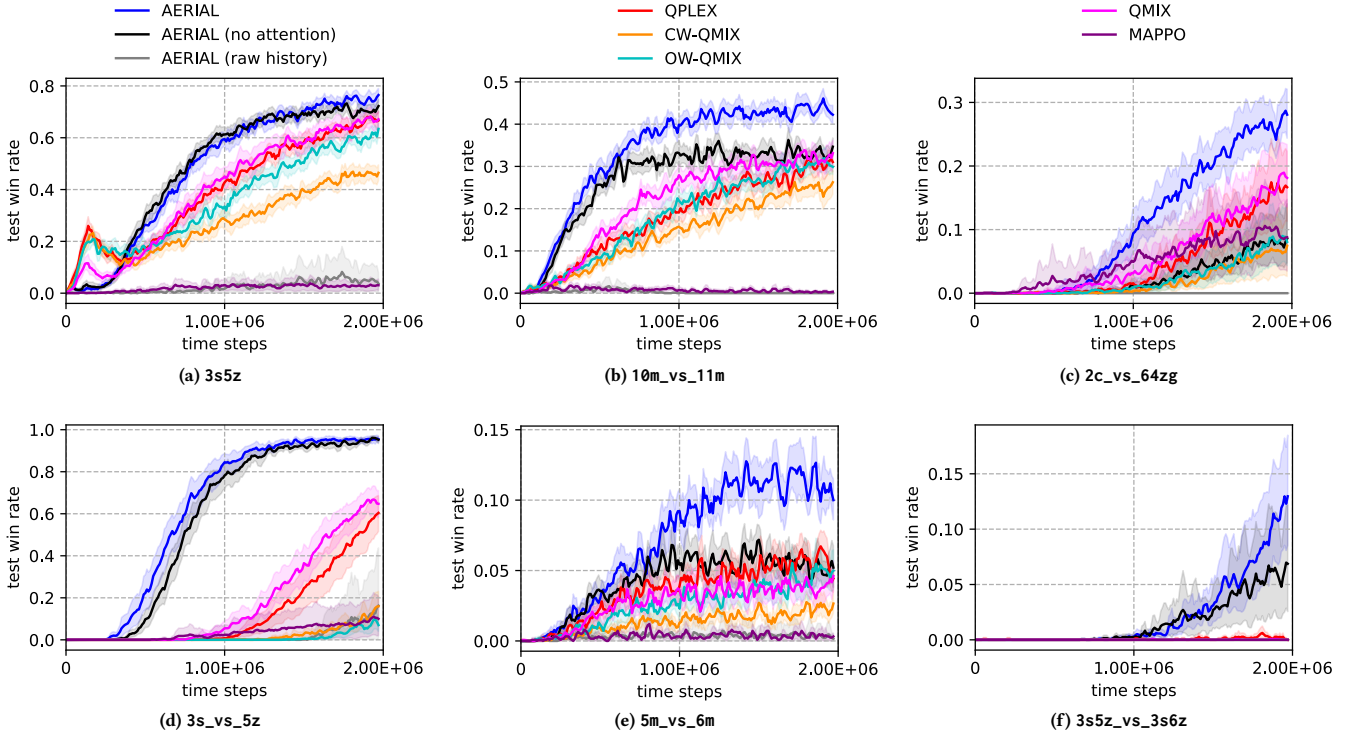 AERIAL
AERIAL (no attention)
AERIAL (raw history)
QPLEX
CW-QMIX
OW-QMIX
QMIX
MAPPO
test win rate
0.8
0.6
0.4
0.2
0.0
0
1.00E+06
2.00E+06
time steps
(a) 3s5z
test win rate
0.5
0.4
0.3
0.2
0.1
0.0
0
1.00E+06
2.00E+06
time steps
(b) 10m_vs_11m
test win rate
0.3
0.2
0.1
0.0
0
1.00E+06
2.00E+06
time steps
(c) 2c_vs_64zg
test win rate
1.0
0.8
0.6
0.4
0.2
0.0
0
1.00E+06
2.00E+06
time steps
(d) 3s_vs_5z
test win rate
0.15
0.10
0.05
0.00
0
1.00E+06
2.00E+06
time steps
(e) 5m_vs_6m
test win rate
0.15
0.10
0.05
0.00
0
1.00E+06
2.00E+06
time steps
(f) 3s5z_vs_3s6z